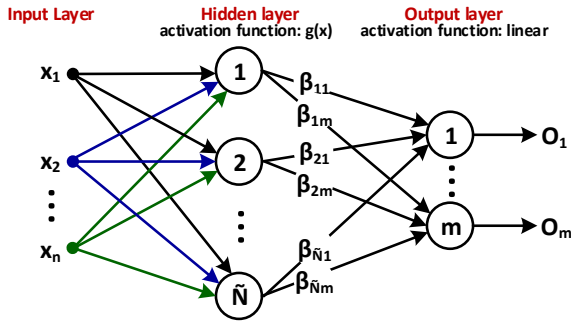 Input Layer
Hidden layer
activation function: g(x)
Output layer
activation function: linear
x1
x2
xn
1
2
Ñ
β11
β1m
β21
β2m
βÑ1
βÑm
1
m
O1
Om